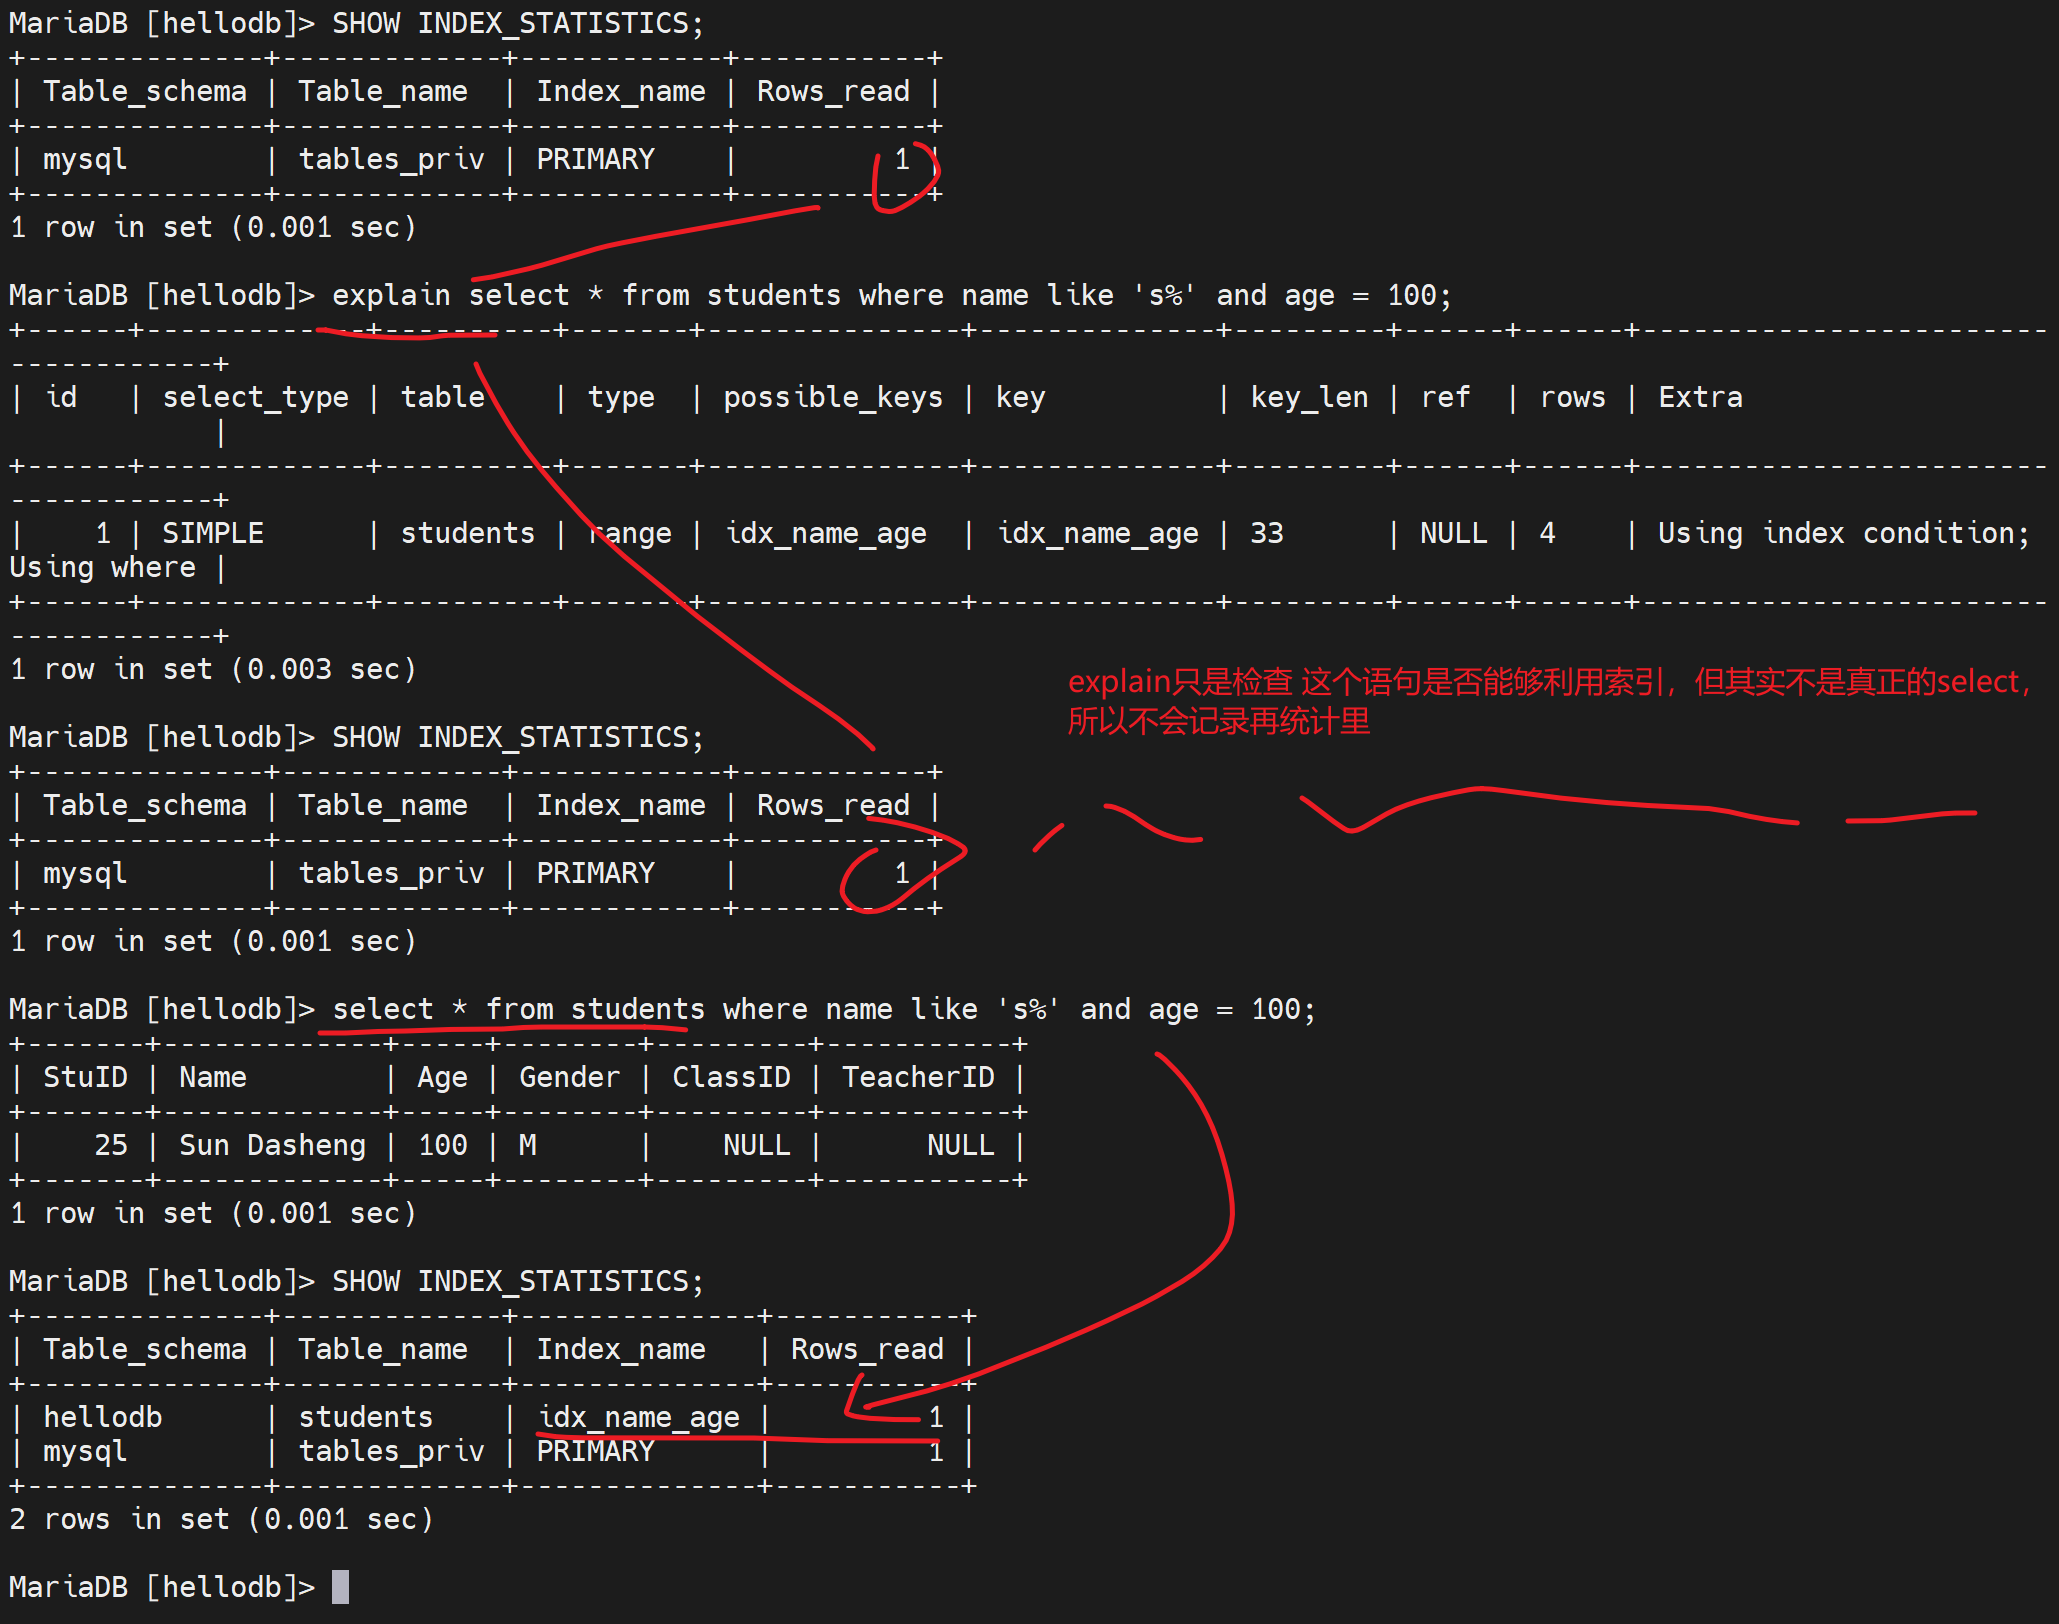 MariaDB [hellodb]> SHOW INDEX_STATISTICS;
+--------------+-------------+------------+-----------+
| Table_schema | Table_name  | Index_name | Rows_read |
+--------------+-------------+------------+-----------+
| mysql        | tables_priv | PRIMARY    |         1 |
+--------------+-------------+------------+-----------+
1 row in set (0.001 sec)

MariaDB [hellodb]> explain select * from students where name like 's%' and age = 100;
+------+-------------+----------+-------+---------------+--------------+---------+------+------+------------------------
------------+
| id   | select_type | table    | type  | possible_keys | key          | key_len | ref  | rows | Extra
            |
+------+-------------+----------+-------+---------------+--------------+---------+------+------+------------------------
------------+
|    1 | SIMPLE      | students | range | idx_name_age  | idx_name_age | 33      | NULL | 4    | Using index condition;
Using where |
+------+-------------+----------+-------+---------------+--------------+---------+------+------+------------------------
------------+
1 row in set (0.003 sec)
explain只是检查 这个语句是否能够利用索引，但其实不是真正的select，
所以不会记录再统计里

MariaDB [hellodb]> SHOW INDEX_STATISTICS;
+--------------+-------------+------------+-----------+
| Table_schema | Table_name  | Index_name | Rows_read |
+--------------+-------------+------------+-----------+
| mysql        | tables_priv | PRIMARY    |         1 |
+--------------+-------------+------------+-----------+
1 row in set (0.001 sec)

MariaDB [hellodb]> select * from students where name like 's%' and age = 100;
+-------+-------------+-----+--------+---------+-----------+
| StuID | Name        | Age | Gender | ClassID | TeacherID |
+-------+-------------+-----+--------+---------+-----------+
|    25 | Sun Dasheng | 100 | M      |    NULL |      NULL |
+-------+-------------+-----+--------+---------+-----------+
1 row in set (0.001 sec)

MariaDB [hellodb]> SHOW INDEX_STATISTICS;
+--------------+-------------+--------------+-----------+
| Table_schema | Table_name  | Index_name   | Rows_read |
+--------------+-------------+--------------+-----------+
| hellodb      | students    | idx_name_age |         1 |
| mysql        | tables_priv | PRIMARY      |         1 |
+--------------+-------------+--------------+-----------+
2 rows in set (0.001 sec)

MariaDB [hellodb]>